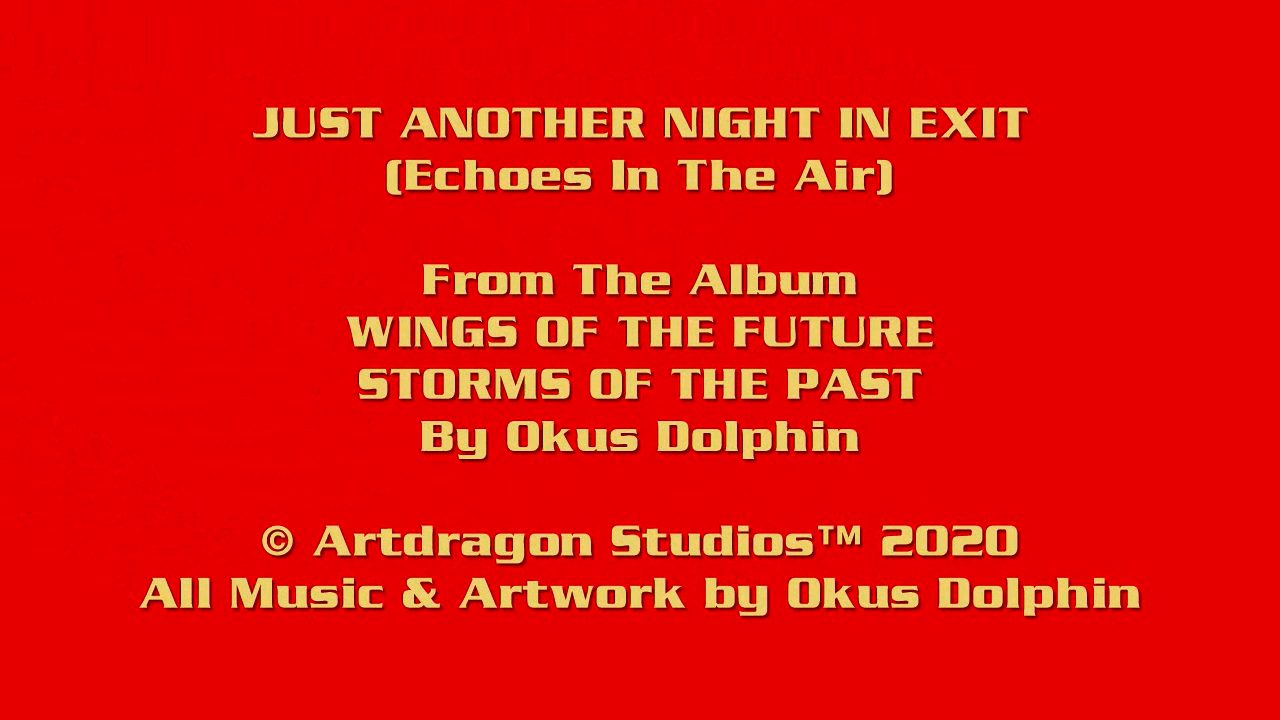 JUST ANOTHER NIGHT IN EXIT
(Echoes In The Air)
From The Album
WINGS OF THE FUTURE
STORMS OF THE PAST
By Okus Dolphin
© Artdragon Studios™ 2020
All Music & Artwork by Okus Dolphin